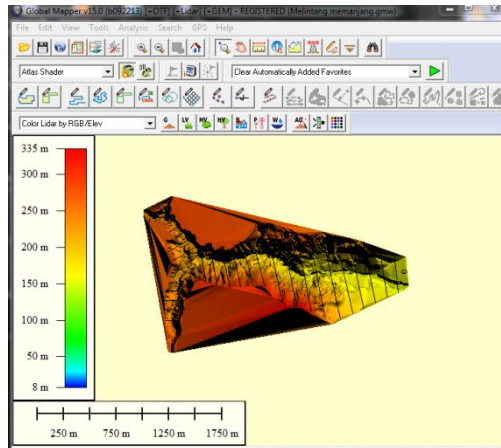 Global Mapper v15.0 (b092213) [+OTF] [+Lidar] [+GEM] - REGISTERED (Melintang memanjang.gmw)
File Edit View Tools Analysis Search GPS Help
Atlas Shader
Clear Automatically Added Favorites
Color Lidar by RGB/Elev
335 m
300 m
250 m
200 m
150 m
100 m
50 m
8 m
250 m 750 m 1250 m 1750 m